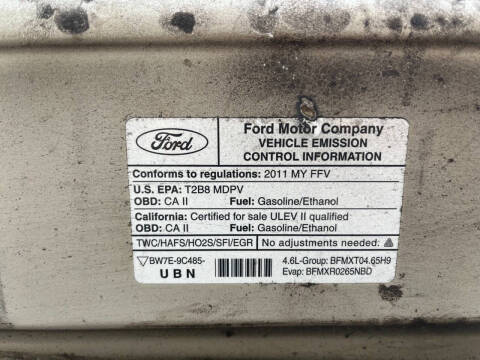 Ford
Ford Motor Company
VEHICLE EMISSION
CONTROL INFORMATION
Conforms to regulations: 2011 MY FFV
U.S. EPA: T2B8 MDPV
OBD: CA II Fuel: Gasoline/Ethanol
California: Certified for sale ULEV II qualified
OBD: CA II Fuel: Gasoline/Ethanol
TWC/HAFS/HO2S/SFI/EGR No adjustments needed.
BW7E-9C485-
UBN
4.6L-Group: BFMXT04.65H9
Evap: BFMXR0265NBD